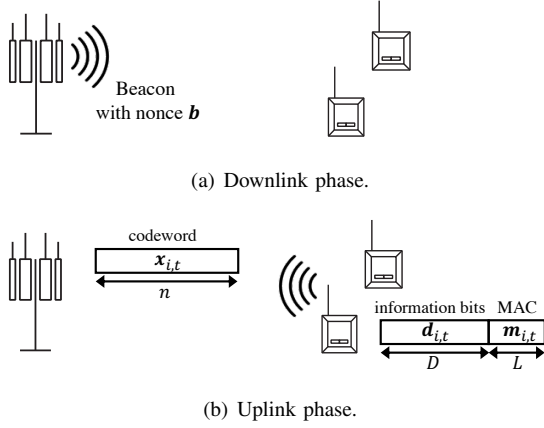 Beacon
with nonce b
(a) Downlink phase.
codeword
x_{i,t}
n
information bits MAC
d_{i,t} m_{i,t}
D L
(b) Uplink phase.